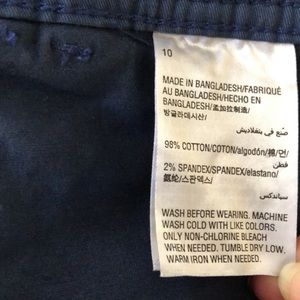 10
MADE IN BANGLADESH/FABRIQUÉ
AU BANGLADESH/HECHO EN
BANGLADESH/孟加拉制造/
방글라데시산/
صنع في بنغلاديش
98% COTTON/COTON/algodón/棉/면/
قطن
2% SPANDEX/SPANDEX/elastano/
氨纶/스판덱스/
سباندكس
WASH BEFORE WEARING. MACHINE
WASH COLD WITH LIKE COLORS.
ONLY NON-CHLORINE BLEACH
WHEN NEEDED. TUMBLE DRY LOW.
WARM IRON WHEN NEEDED.